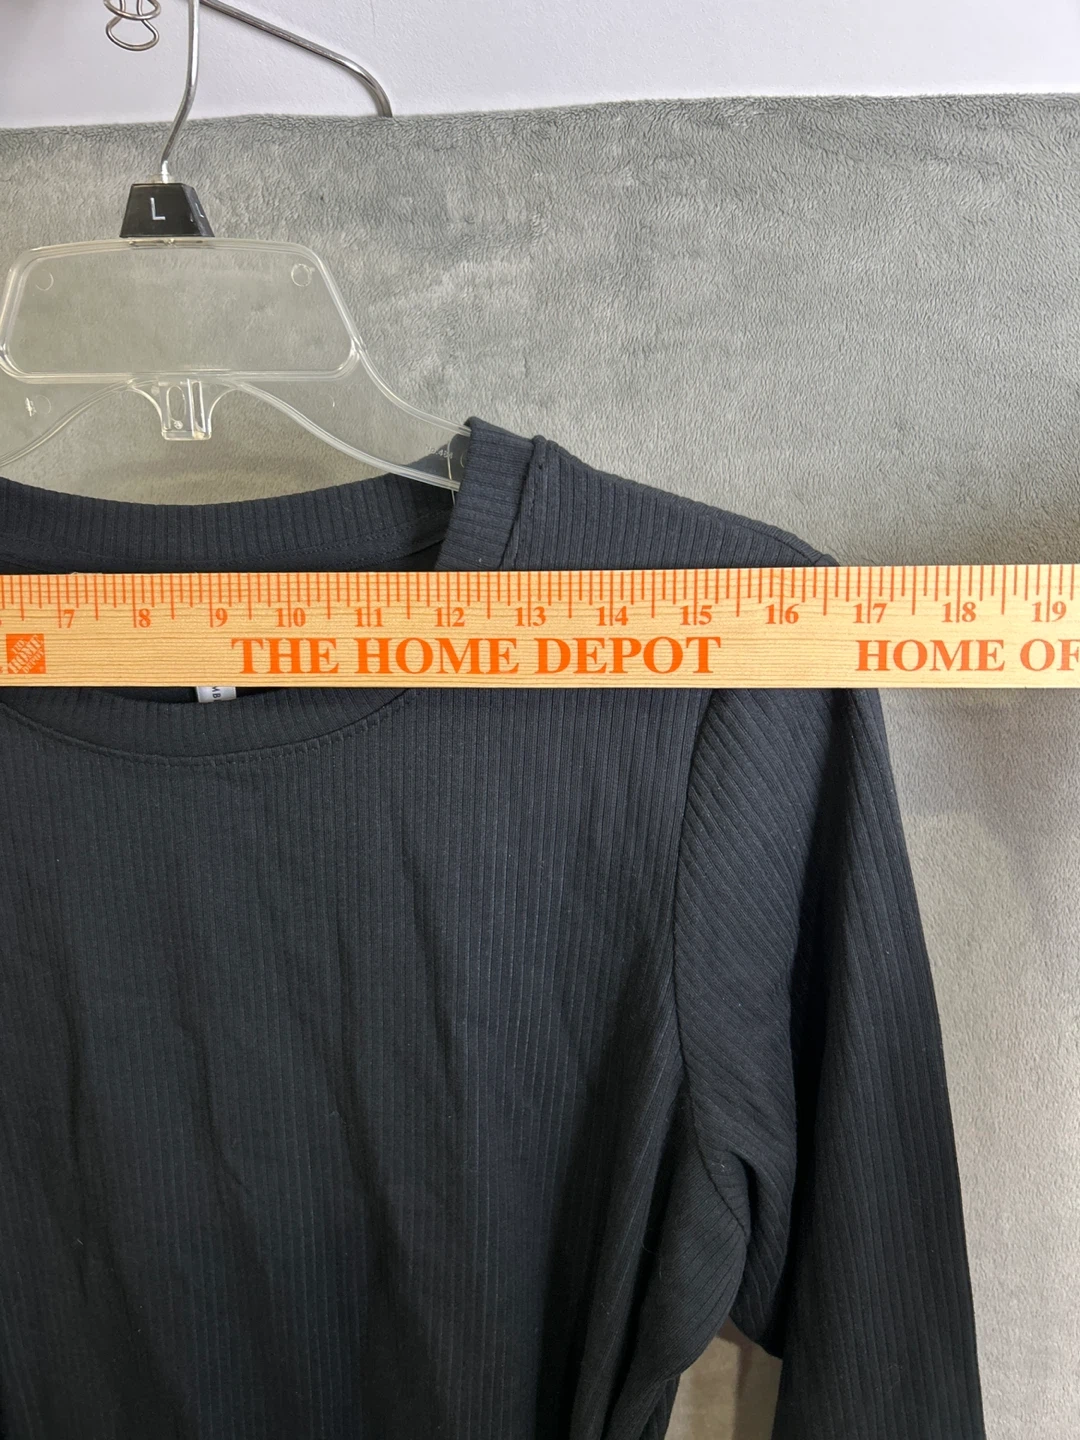 L
7 8 9 10 11 12 13 14 15 16 17 18 19
THE HOME DEPOT HOME OF